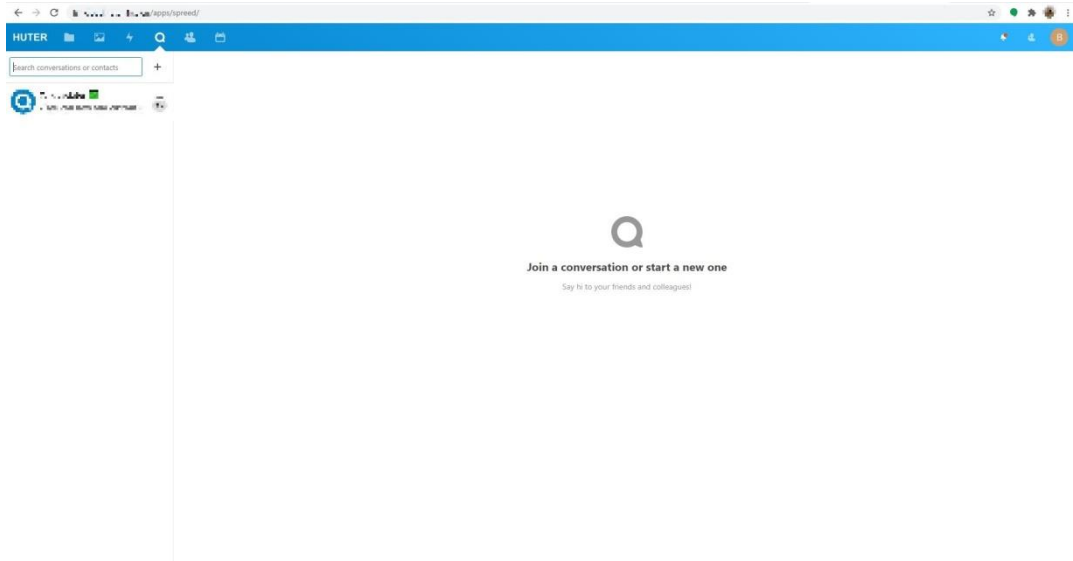 /apps/spreed/
HUTER
B
Search conversations or contacts
Join a conversation or start a new one
Say hi to your friends and colleagues!